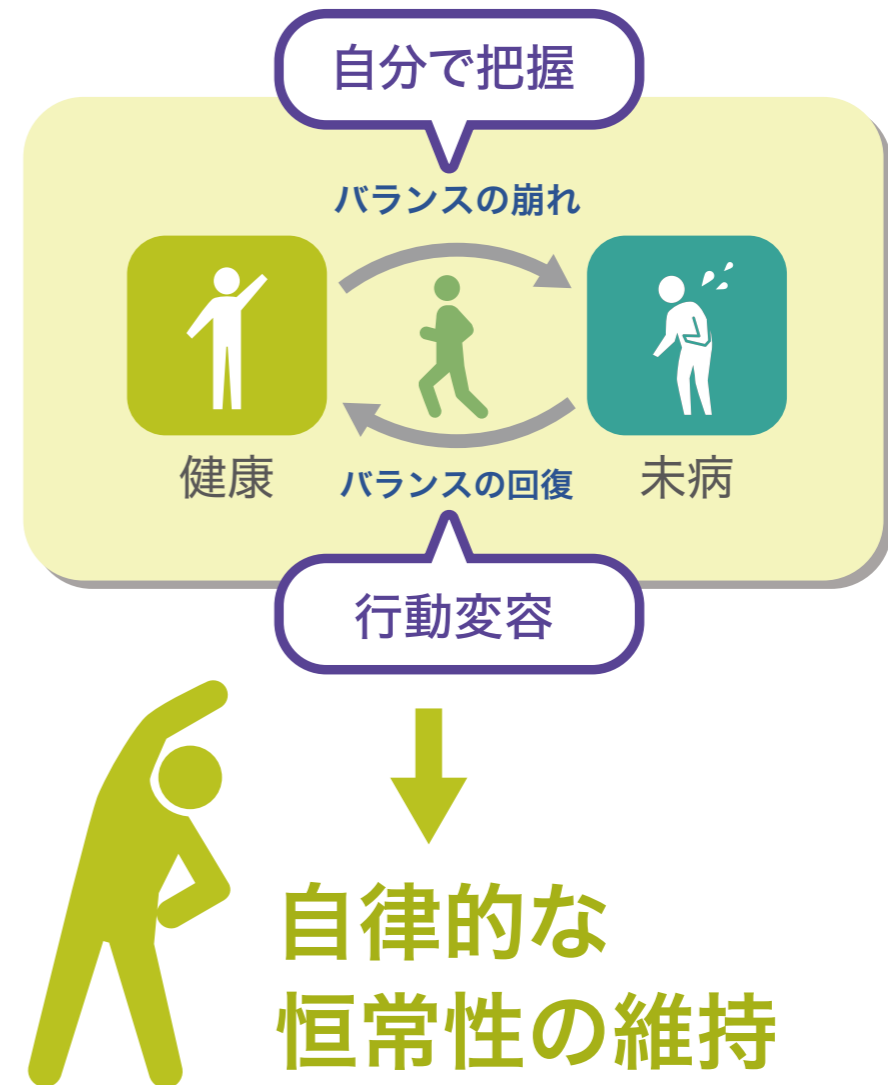 自分で把握
バランスの崩れ
健康
バランスの回復
未病
行動変容
自律的な
恒常性の維持